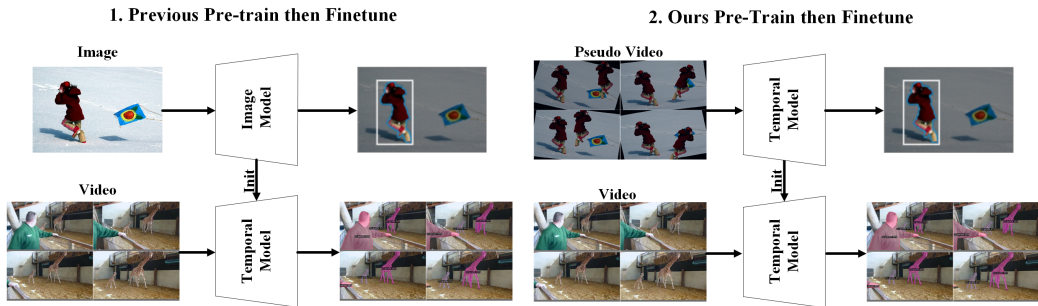 1. Previous Pre-train then Finetune
Image
Image
Model
Init
Video
Temporal
Model
2. Ours Pre-Train then Finetune
Pseudo Video
Temporal
Model
Init
Video
Temporal
Model